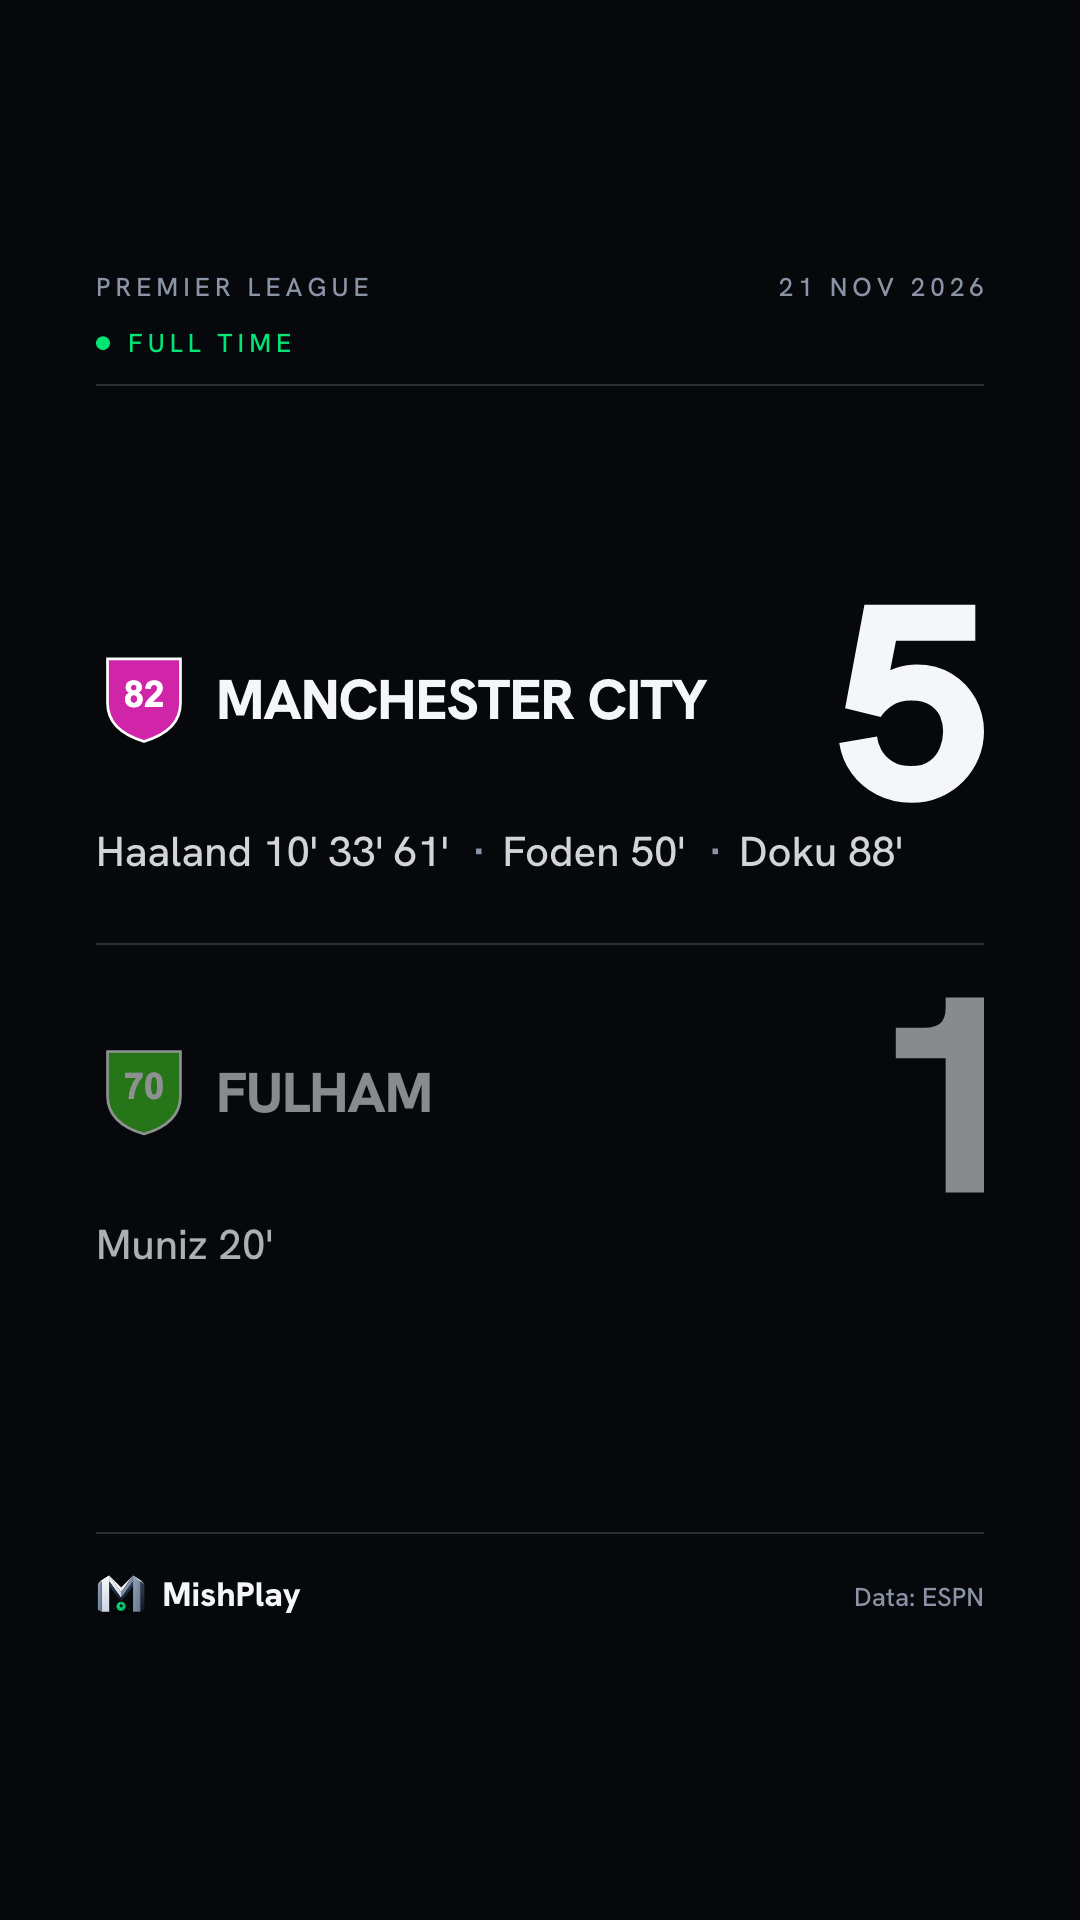 PREMIER LEAGUE 21 NOV 2026
FULL TIME
82 MANCHESTER CITY 5
Haaland 10' 33' 61' · Foden 50' · Doku 88'
70 FULHAM 1
Muniz 20'
MishPlay Data: ESPN